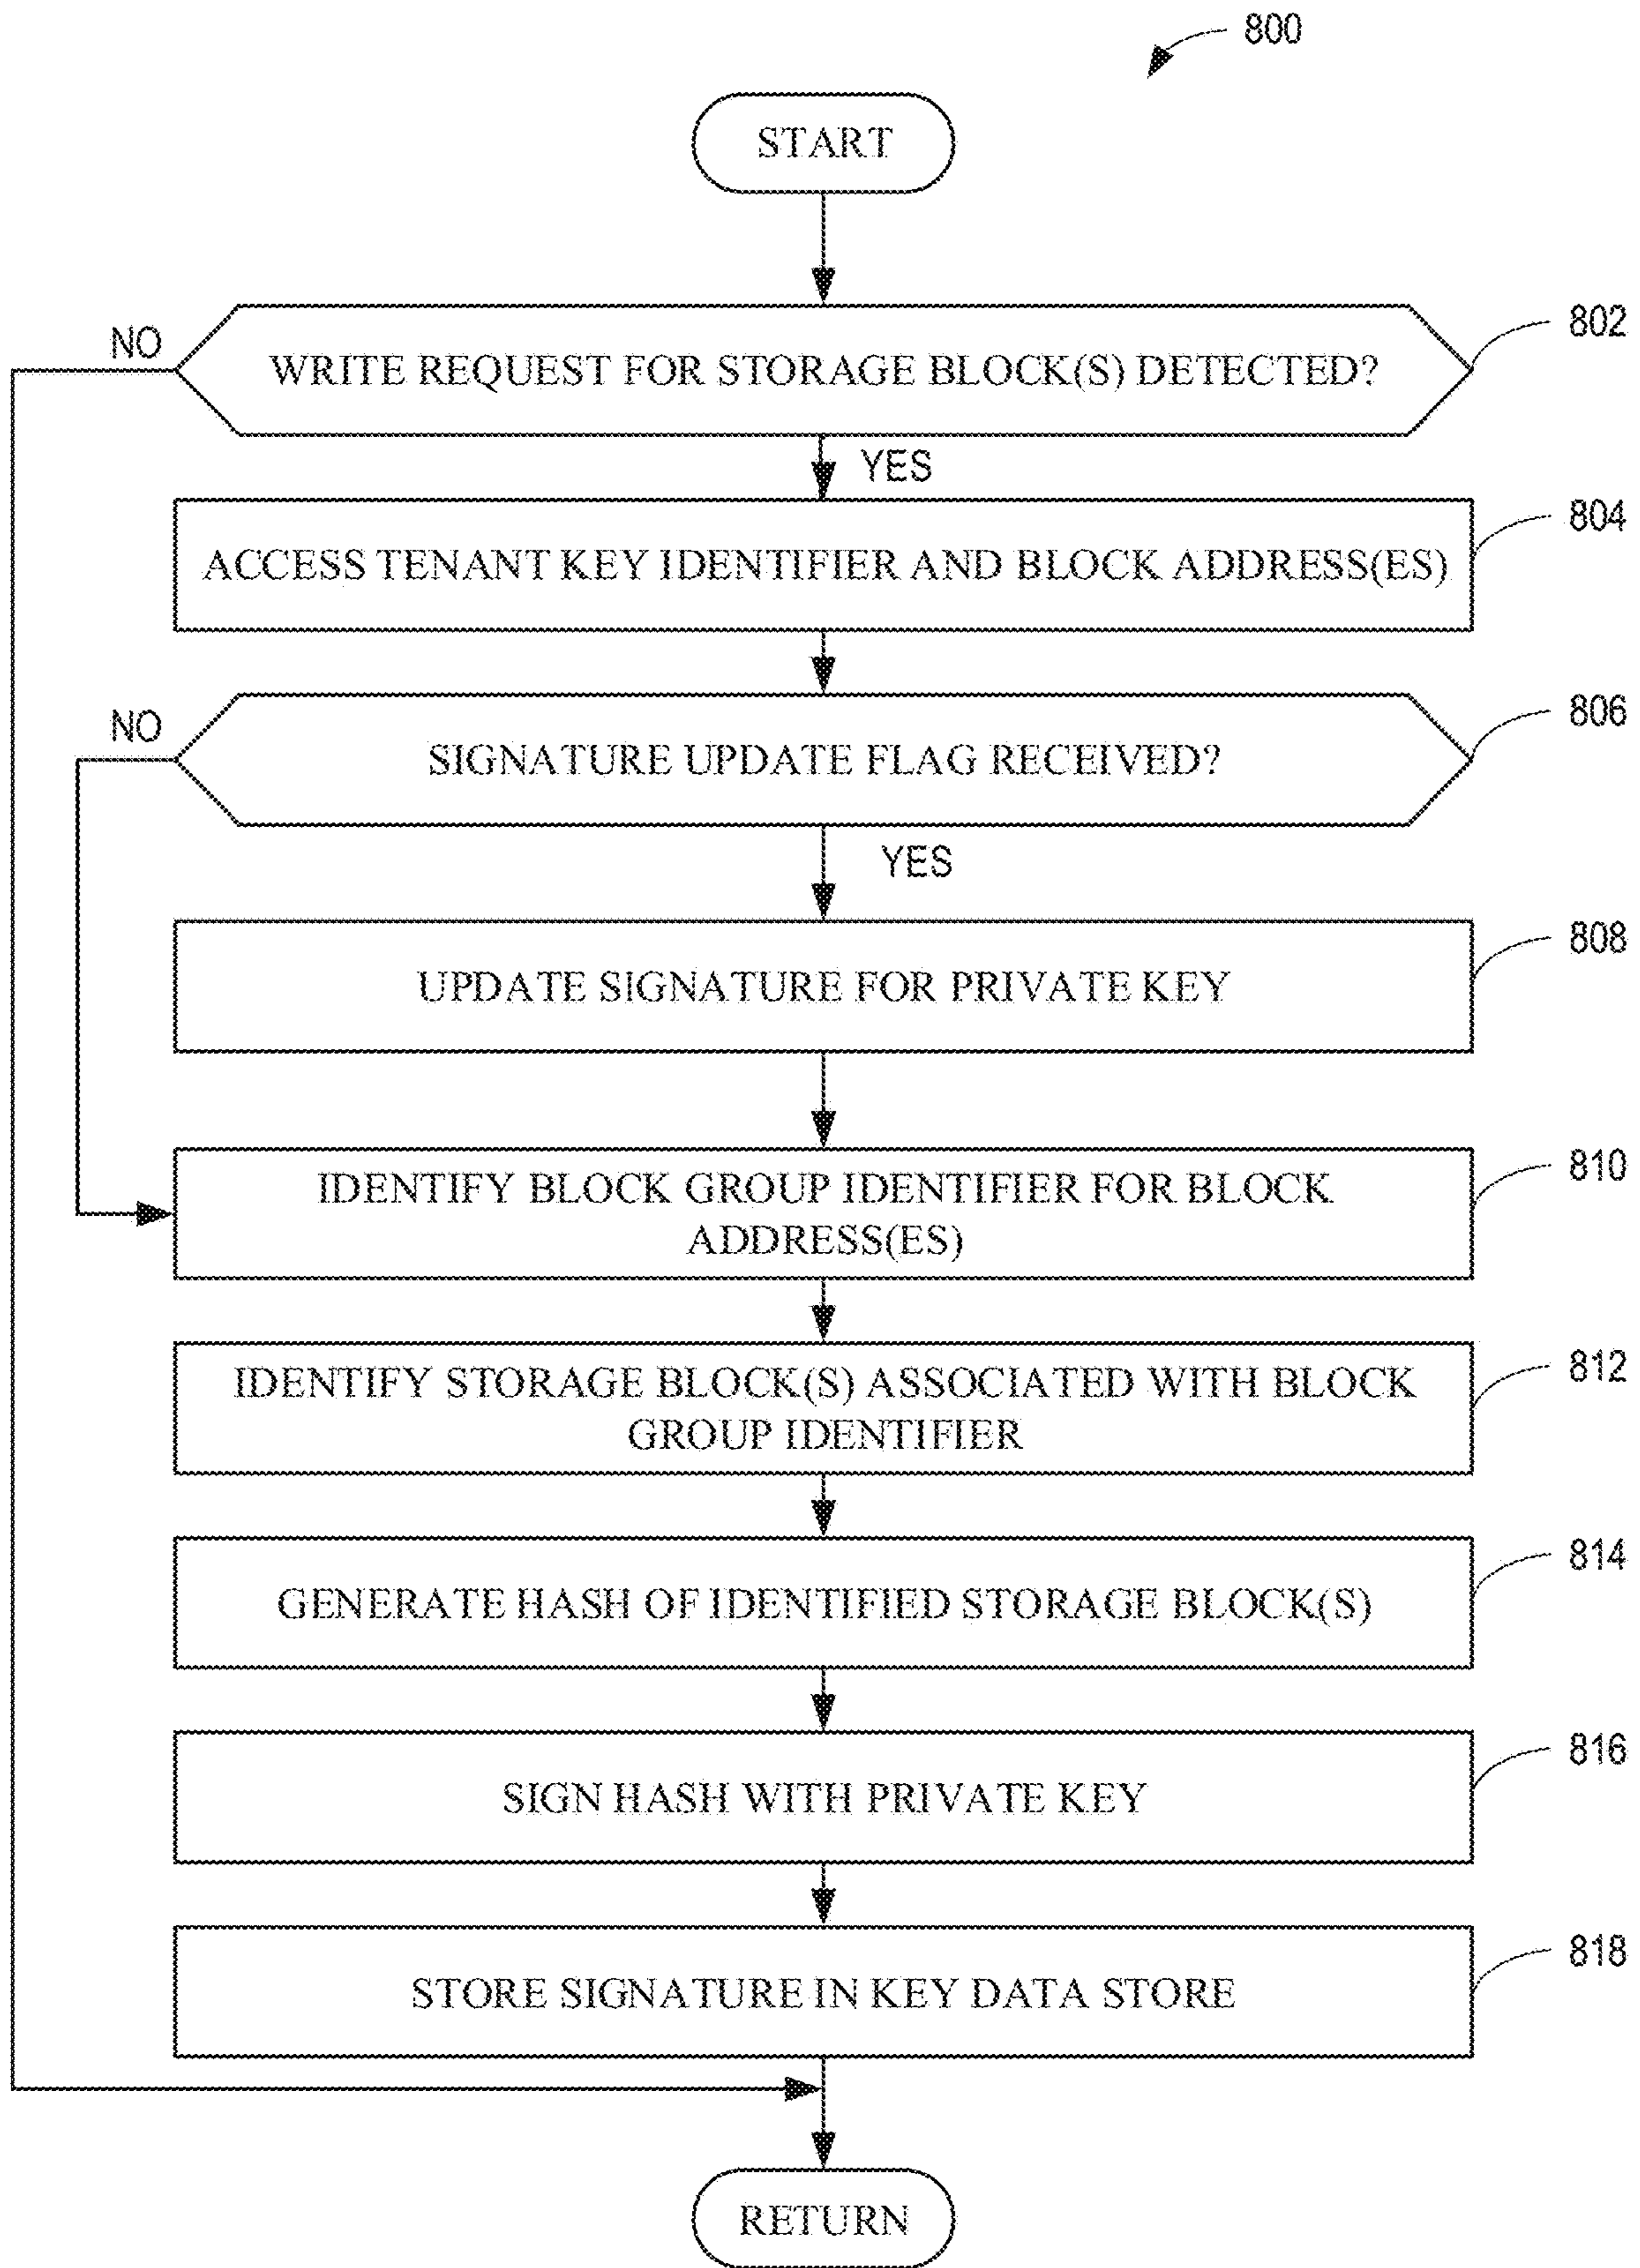 800
START
802
NO
WRITE REQUEST FOR STORAGE BLOCK(S) DETECTED?
YES
804
ACCESS TENANT KEY IDENTIFIER AND BLOCK ADDRESS(ES)
806
NO
SIGNATURE UPDATE FLAG RECEIVED?
YES
808
UPDATE SIGNATURE FOR PRIVATE KEY
810
IDENTIFY BLOCK GROUP IDENTIFIER FOR BLOCK
ADDRESS(ES)
812
IDENTIFY STORAGE BLOCK(S) ASSOCIATED WITH BLOCK
GROUP IDENTIFIER
814
GENERATE HASH OF IDENTIFIED STORAGE BLOCK(S)
816
SIGN HASH WITH PRIVATE KEY
818
STORE SIGNATURE IN KEY DATA STORE
RETURN